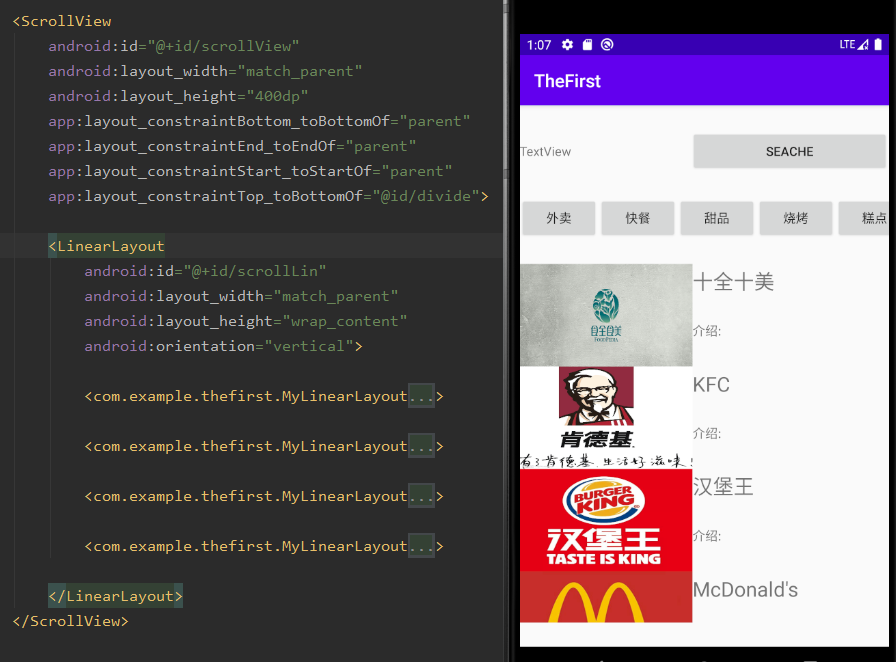 <ScrollView
android:id="@+id/scrollView"
android:layout_width="match_parent"
android:layout_height="400dp"
app:layout_constraintBottom_toBottomOf="parent"
app:layout_constraintEnd_toEndOf="parent"
app:layout_constraintStart_toStartOf="parent"
app:layout_constraintTop_toBottomOf="@id/divide">
<LinearLayout
android:id="@+id/scrollLin"
android:layout_width="match_parent"
android:layout_height="wrap_content"
android:orientation="vertical">
<com.example.thefirst.MyLinearLayout...>
<com.example.thefirst.MyLinearLayout...>
<com.example.thefirst.MyLinearLayout...>
<com.example.thefirst.MyLinearLayout...>
</LinearLayout>
</ScrollView>
1:07 LTE
TheFirst
TextView SEACHE
外卖 快餐 甜品 烧烤 糕点
十全十美
食全食美
介绍:
KFC
肯德基
介绍:
有了肯德基 生活好滋味!
汉堡王
BURGER
KING
汉堡王
TASTE IS KING
介绍:
McDonald's